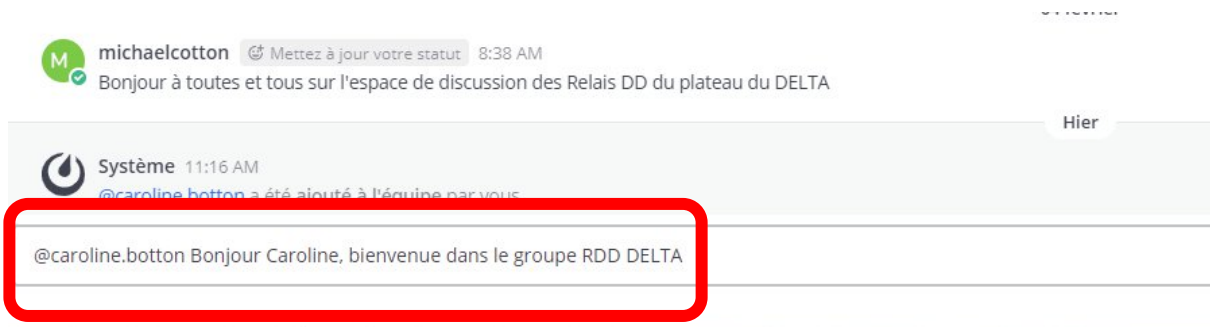 michaelcotton Mettez à jour votre statut 8:38 AM
Bonjour à toutes et tous sur l'espace de discussion des Relais DD du plateau du DELTA
Hier
Système 11:16 AM
@caroline.botton a été ajouté à l'équipe par vous
@caroline.botton Bonjour Caroline, bienvenue dans le groupe RDD DELTA